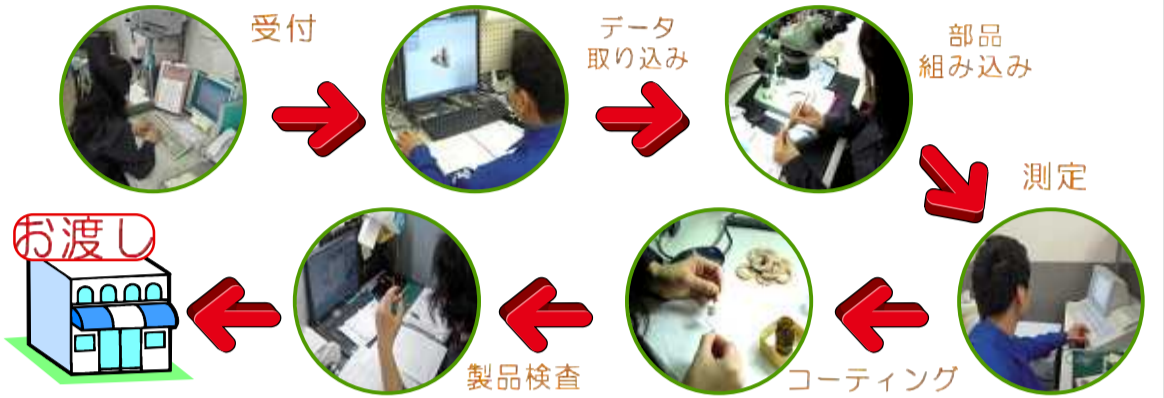 受付
データ
取り込み
部品
組み込み
測定
コーティング
製品検査
お渡し